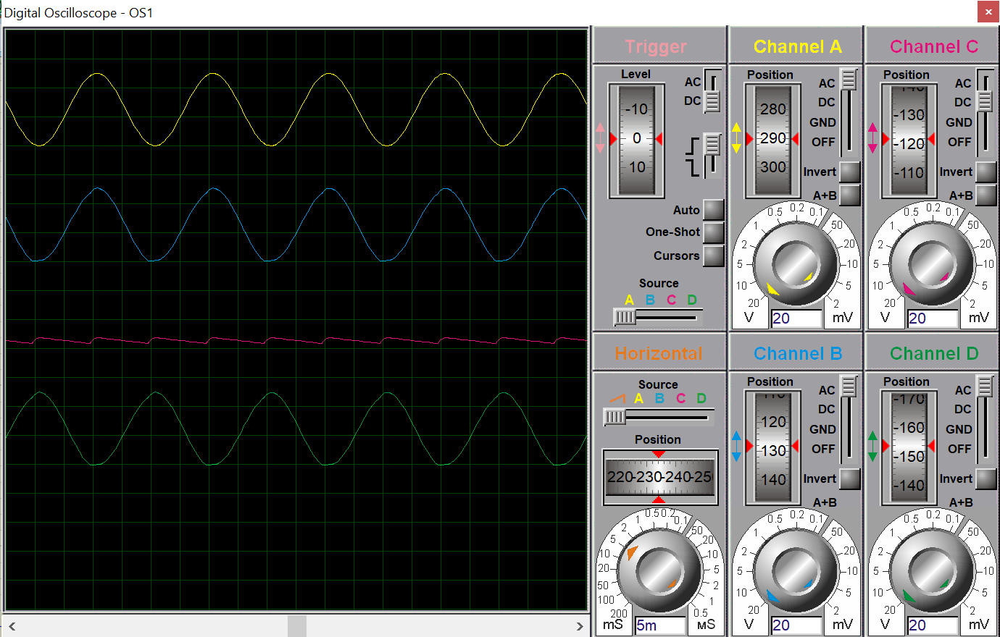 Digital Oscilloscope - OS1
Trigger
Level
AC
DC
-10
0
10
Auto
One-Shot
Cursors
Source
A B C D
Channel A
Position
AC
DC
GND
OFF
280
290
300
Invert
A+B
0.5 0.2 0.1
1 50
2 20
5 10
10 5
20 2
V 20 mV
Channel C
Position
AC
DC
GND
OFF
-140
-130
-120
-110
Invert
A+B
0.5 0.2 0.1
1 50
2 20
5 10
10 5
20 2
V 20 mV
Horizontal
Source
A B C D
Position
220 -230 -240 -250
1 0.5 0.2 0.1
2 50
5 20
10 10
20 5
50 2
100 1
200 0.5
mS 5m мS
Channel B
Position
AC
DC
GND
OFF
110
120
130
140
Invert
A+B
0.5 0.2 0.1
1 50
2 20
5 10
10 5
20 2
V 20 mV
Channel D
Position
AC
DC
GND
OFF
-170
-160
-150
-140
Invert
A+B
0.5 0.2 0.1
1 50
2 20
5 10
10 5
20 2
V 20 mV